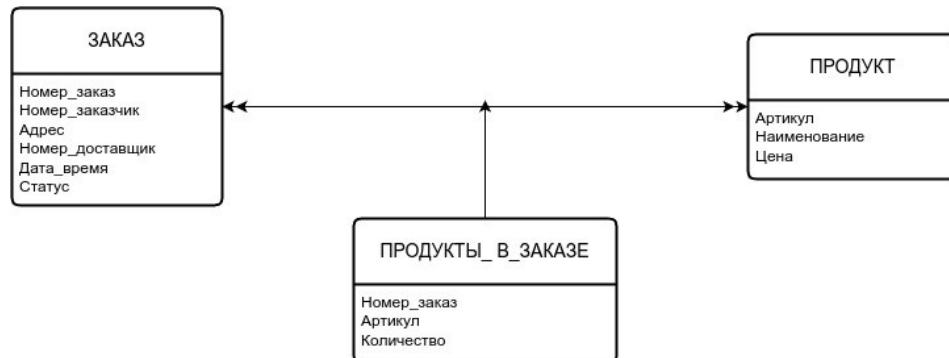 ЗАКАЗ
Номер_заказ
Номер_заказчик
Адрес
Номер_доставщик
Дата_время
Статус
ПРОДУКТ
Артикул
Наименование
Цена
ПРОДУКТЫ_ В_ЗАКАЗЕ
Номер_заказ
Артикул
Количество